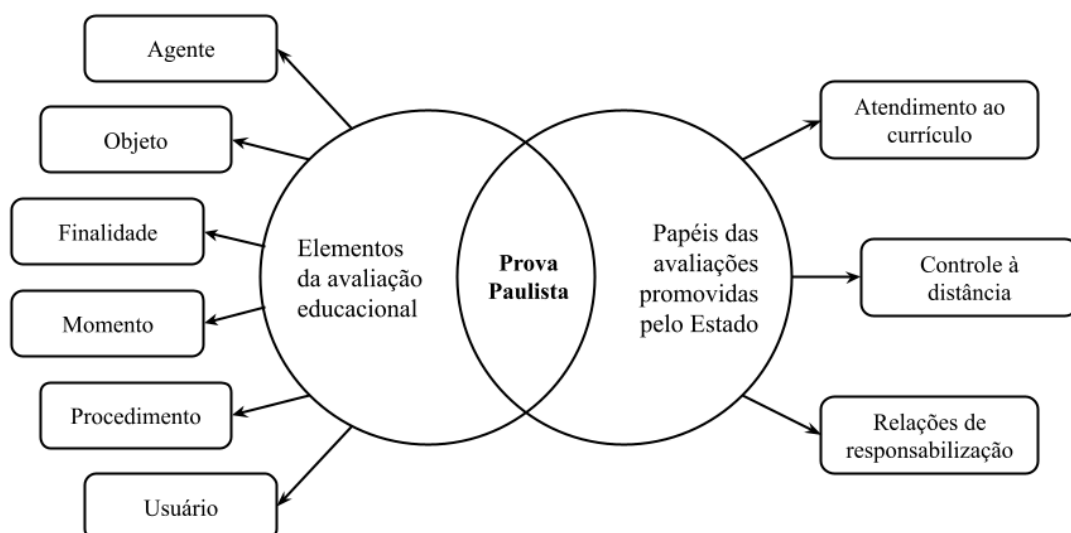 Agente
Objeto
Finalidade
Momento
Procedimento
Usuário
Elementos
da avaliação
educacional
Prova
Paulista
Papéis das
avaliações
promovidas
pelo Estado
Atendimento ao
currículo
Controle à
distância
Relações de
responsabilização